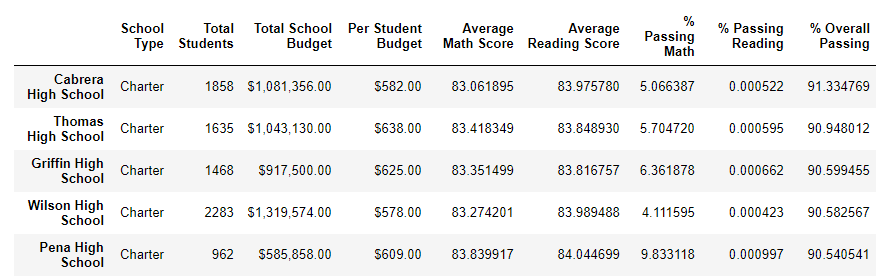 School Type Total Students Total School Budget Per Student Budget Average Math Score Average Reading Score % Passing Math % Passing Reading % Overall Passing
Cabrera High School Charter 1858 $1,081,356.00 $582.00 83.061895 83.975780 5.066387 0.000522 91.334769
Thomas High School Charter 1635 $1,043,130.00 $638.00 83.418349 83.848930 5.704720 0.000595 90.948012
Griffin High School Charter 1468 $917,500.00 $625.00 83.351499 83.816757 6.361878 0.000662 90.599455
Wilson High School Charter 2283 $1,319,574.00 $578.00 83.274201 83.989488 4.111595 0.000423 90.582567
Pena High School Charter 962 $585,858.00 $609.00 83.839917 84.044699 9.833118 0.000997 90.540541